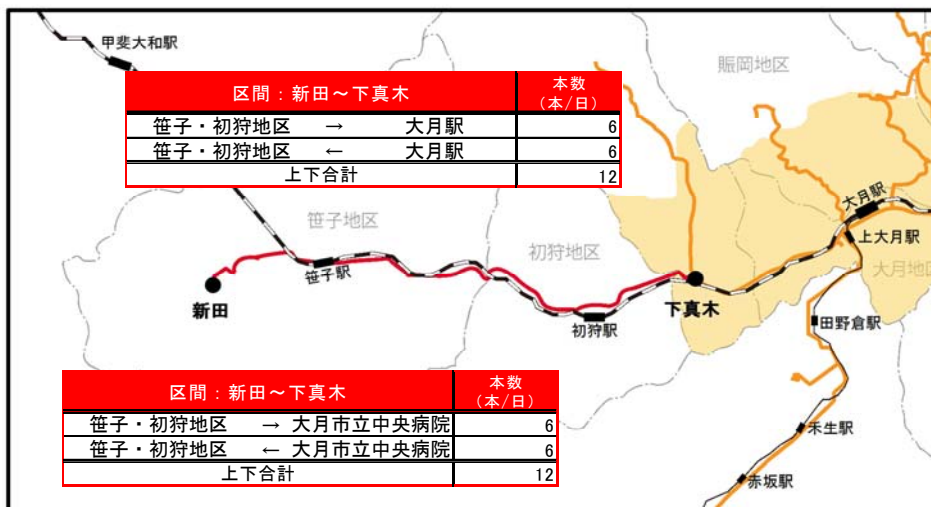 甲斐大和駅
賑岡地区
区間：新田～下真木 本数（本/日）
笹子・初狩地区 → 大月駅 6
笹子・初狩地区 ← 大月駅 6
上下合計 12
大月駅
笹子地区
上大月駅
初狩地区
大月地区
笹子駅
新田
下真木
初狩駅
田野倉駅
区間：新田～下真木 本数（本/日）
笹子・初狩地区 → 大月市立中央病院 6
笹子・初狩地区 ← 大月市立中央病院 6
上下合計 12
禾生駅
赤坂駅